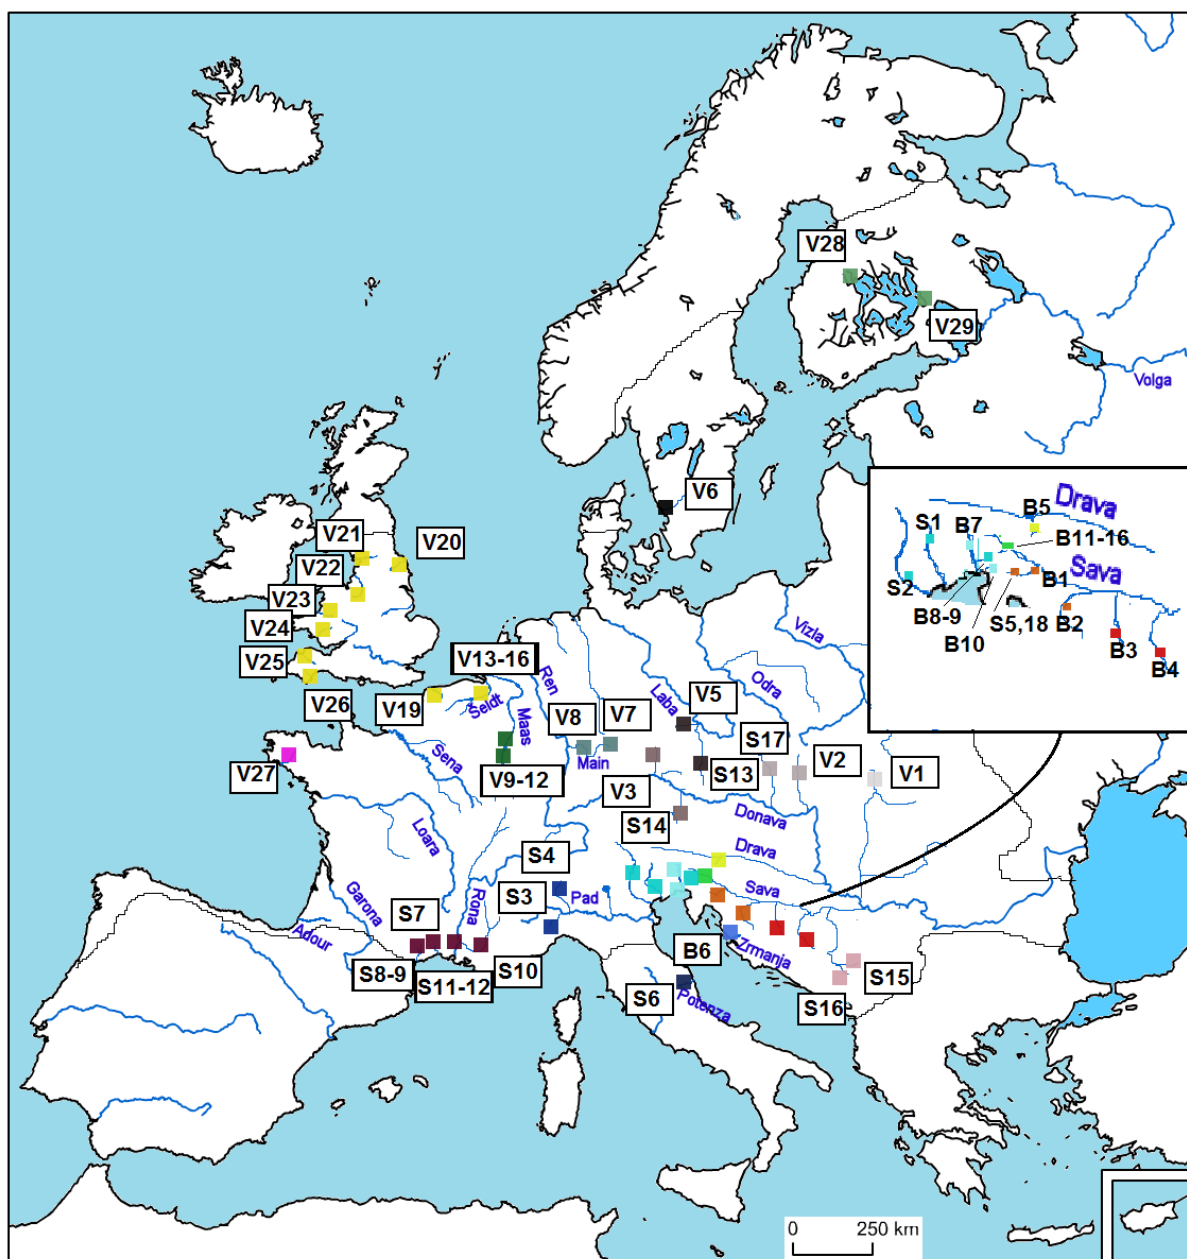 V28
V29
Volga
V6
V21
V20
V22
V23
V24
V25
V26
V19
V13-16
V27
V9-12
V8
V7
V5
S17
V2
V1
S13
V3
S14
S4
S3
S7
S8-9
S11-12
S10
S6
B6
S16
S15
Seldt
Maas
Ren
Sena
Main
Laba
Odra
Vizla
Donava
Drava
Sava
Loara
Garona
Adour
Rona
Pad
Zrmanja
Potenza
Drava
B5
S1
B7
B11-16
Sava
B1
S2
B8-9
S5,18
B2
B10
B3
B4
0 250 km